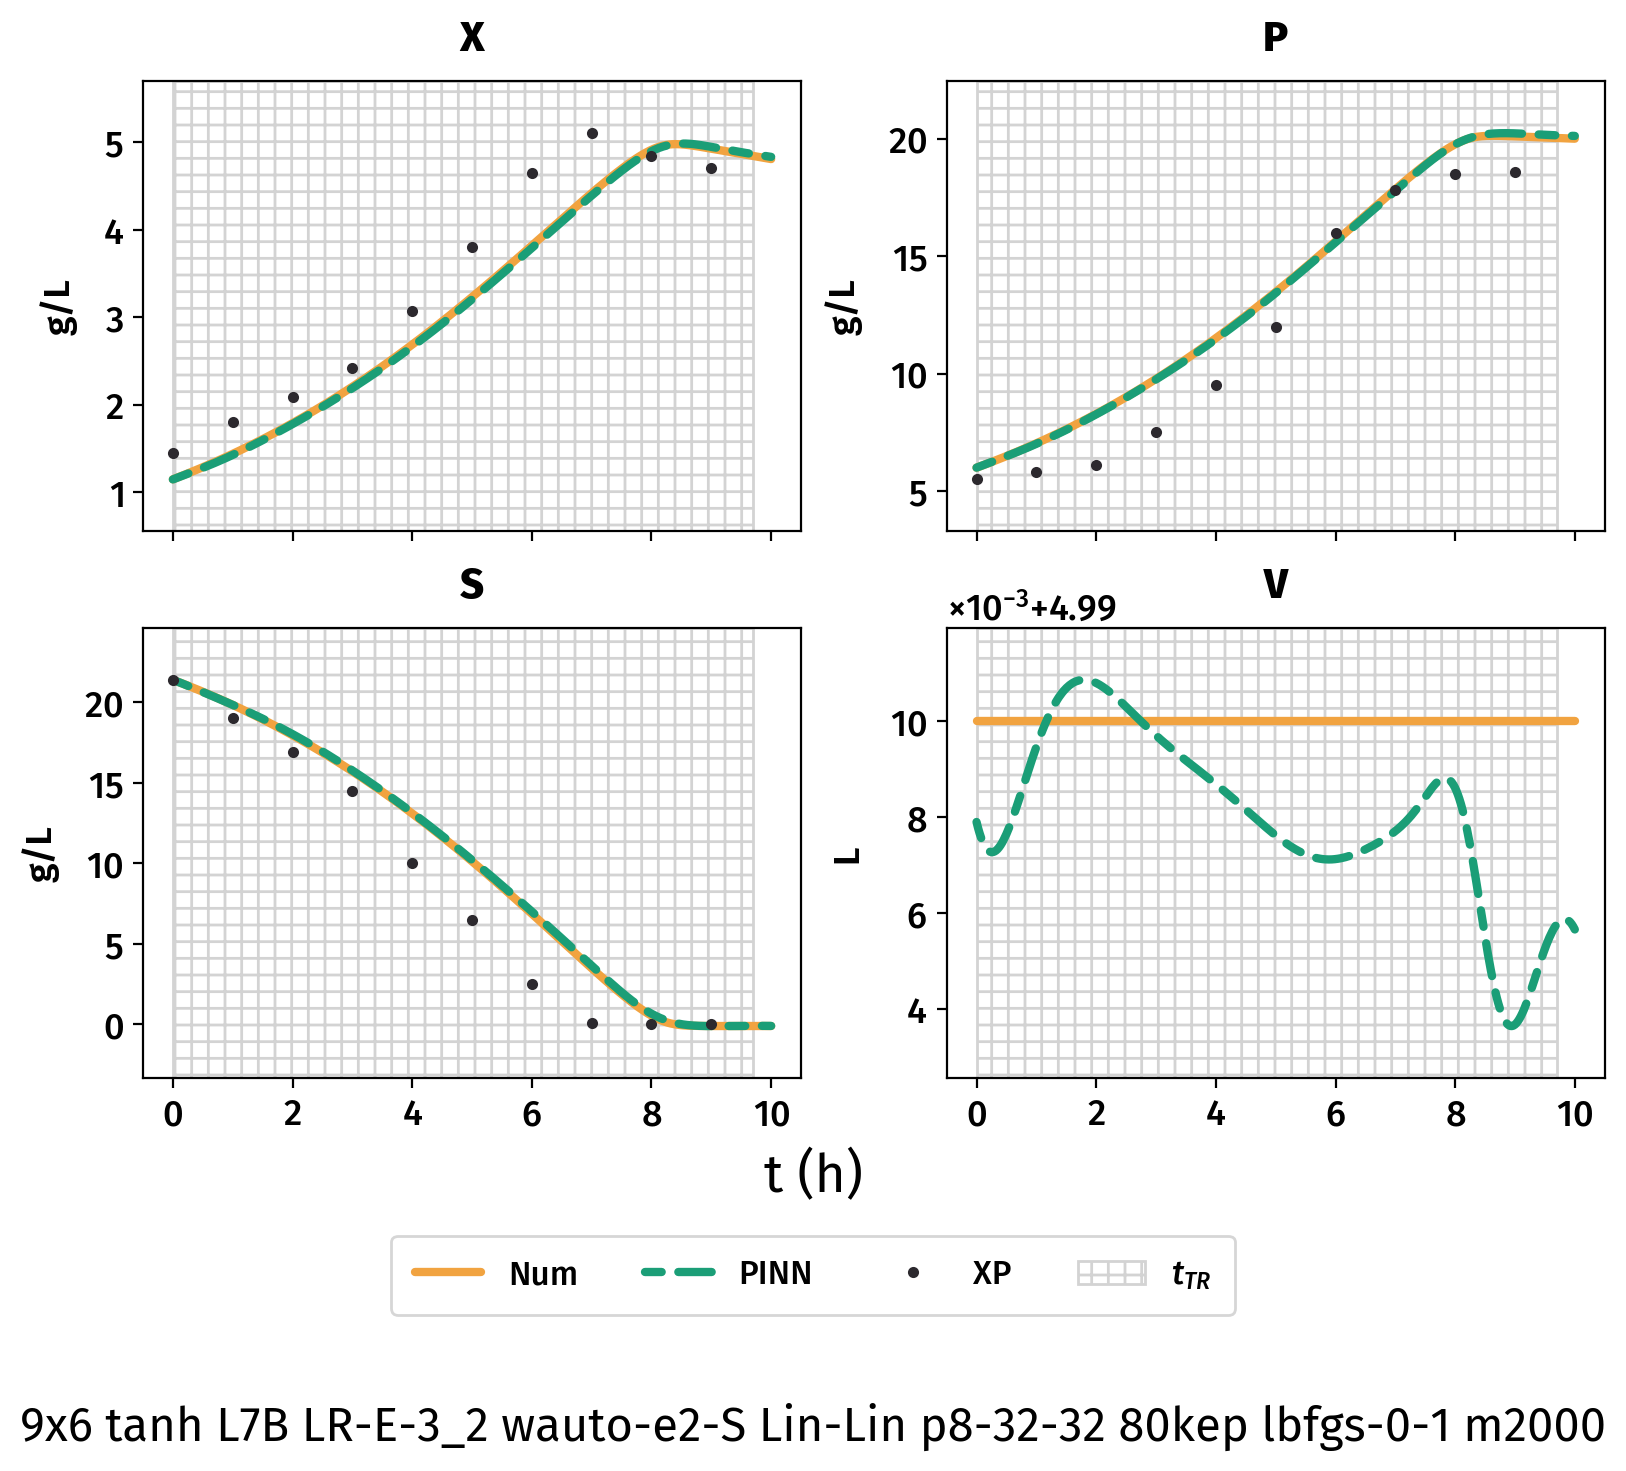 X
P
g/L
5
4
3
2
1
g/L
20
15
10
5
S
V
×10⁻³+4.99
g/L
20
15
10
5
0
L
10
8
6
4
0 2 4 6 8 10
0 2 4 6 8 10
t (h)
Num PINN XP t_TR
9x6 tanh L7B LR-E-3_2 wauto-e2-S Lin-Lin p8-32-32 80kep lbfgs-0-1 m2000